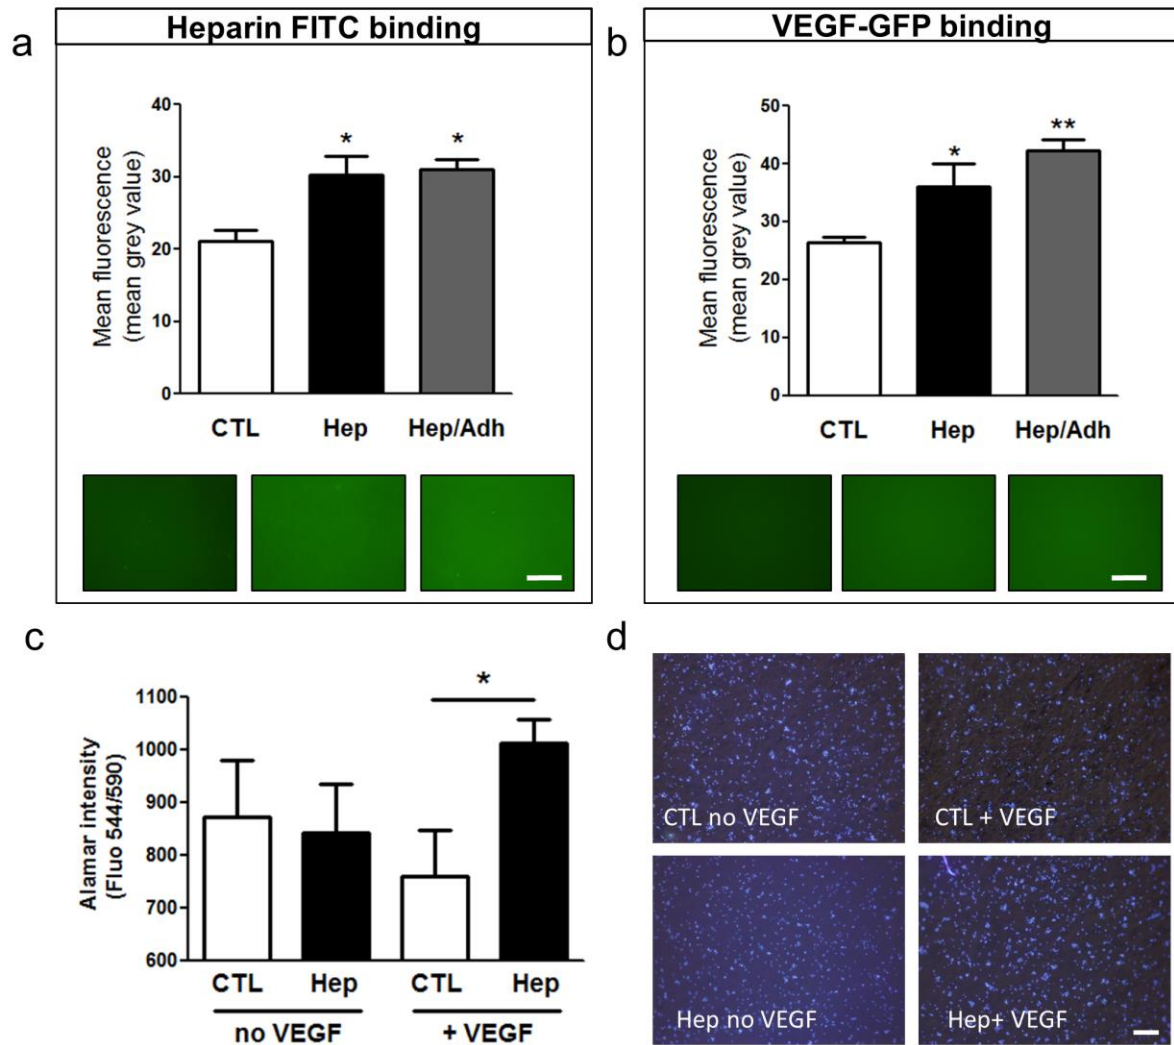 a
Heparin FITC binding
Mean fluorescence
(mean grey value)
40
30
20
10
0
*
*
CTL Hep Hep/Adh
b
VEGF-GFP binding
Mean fluorescence
(mean grey value)
50
40
30
20
10
0
*
**
CTL Hep Hep/Adh
c
Alamar intensity
(Fluo 544/590)
1100
1000
900
800
700
600
*
CTL Hep CTL Hep
no VEGF + VEGF
d
CTL no VEGF
CTL + VEGF
Hep no VEGF
Hep+ VEGF